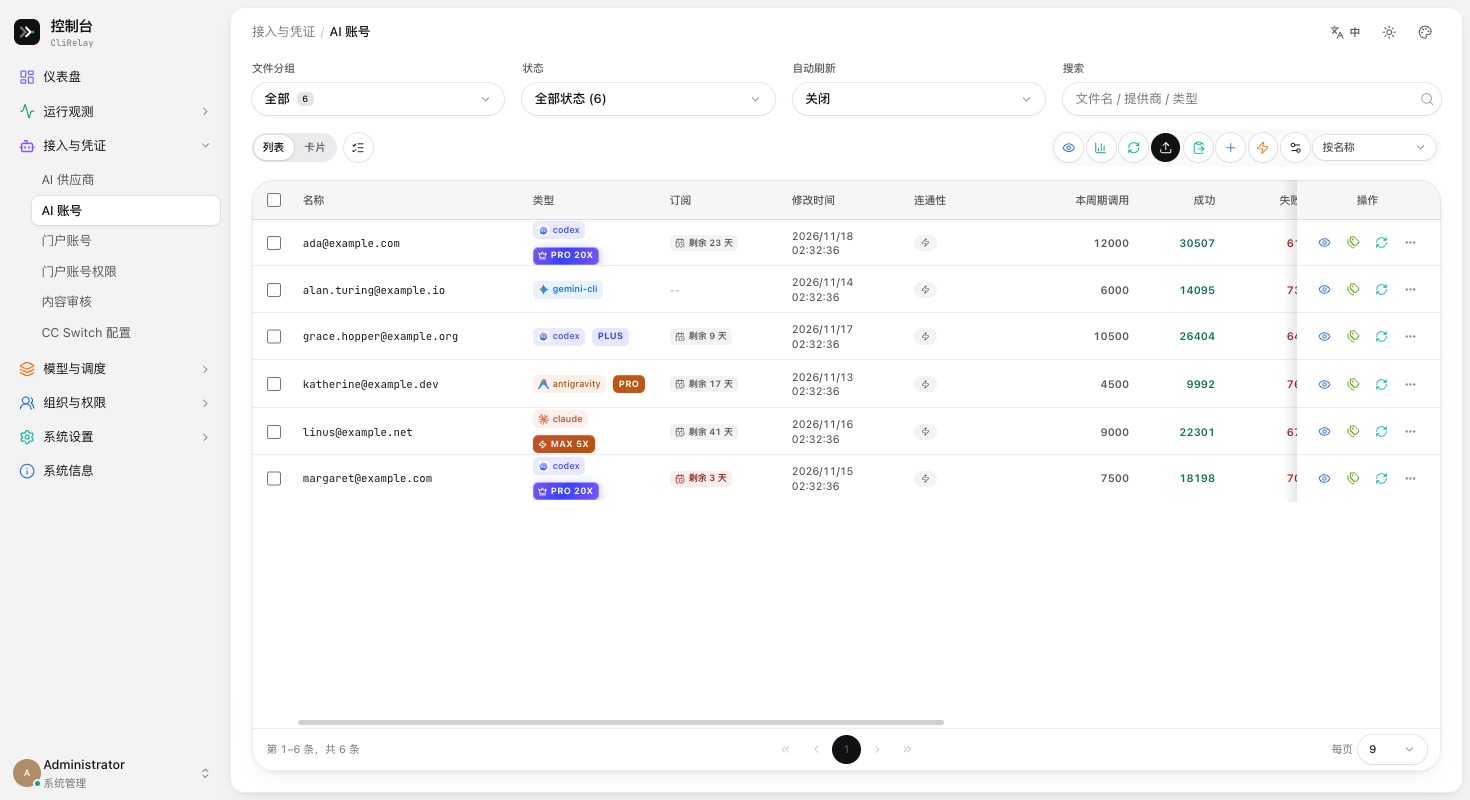 控制台
CliRelay
仪表盘
运行观测
接入与凭证
AI 供应商
AI 账号
门户账号
门户账号权限
内容审核
CC Switch 配置
模型与调度
组织与权限
系统设置
系统信息
A
Administrator
系统管理
接入与凭证 / AI 账号
中
文件分组
全部 6
状态
全部状态 (6)
自动刷新
关闭
搜索
文件名 / 提供商 / 类型
列表 卡片
按名称
名称 类型 订阅 修改时间 连通性 本周期调用 成功 失败 操作
ada@example.com codex PRO 20X 剩余 23 天 2026/11/18 02:32:36 12000 30507 61
alan.turing@example.io gemini-cli -- 2026/11/14 02:32:36 6000 14095 73
grace.hopper@example.org codex PLUS 剩余 9 天 2026/11/17 02:32:36 10500 26404 64
katherine@example.dev antigravity PRO 剩余 17 天 2026/11/13 02:32:36 4500 9992 76
linus@example.net claude MAX 5X 剩余 41 天 2026/11/16 02:32:36 9000 22301 67
margaret@example.com codex PRO 20X 剩余 3 天 2026/11/15 02:32:36 7500 18198 70
第 1–6 条，共 6 条
« ‹ 1 › »
每页 9